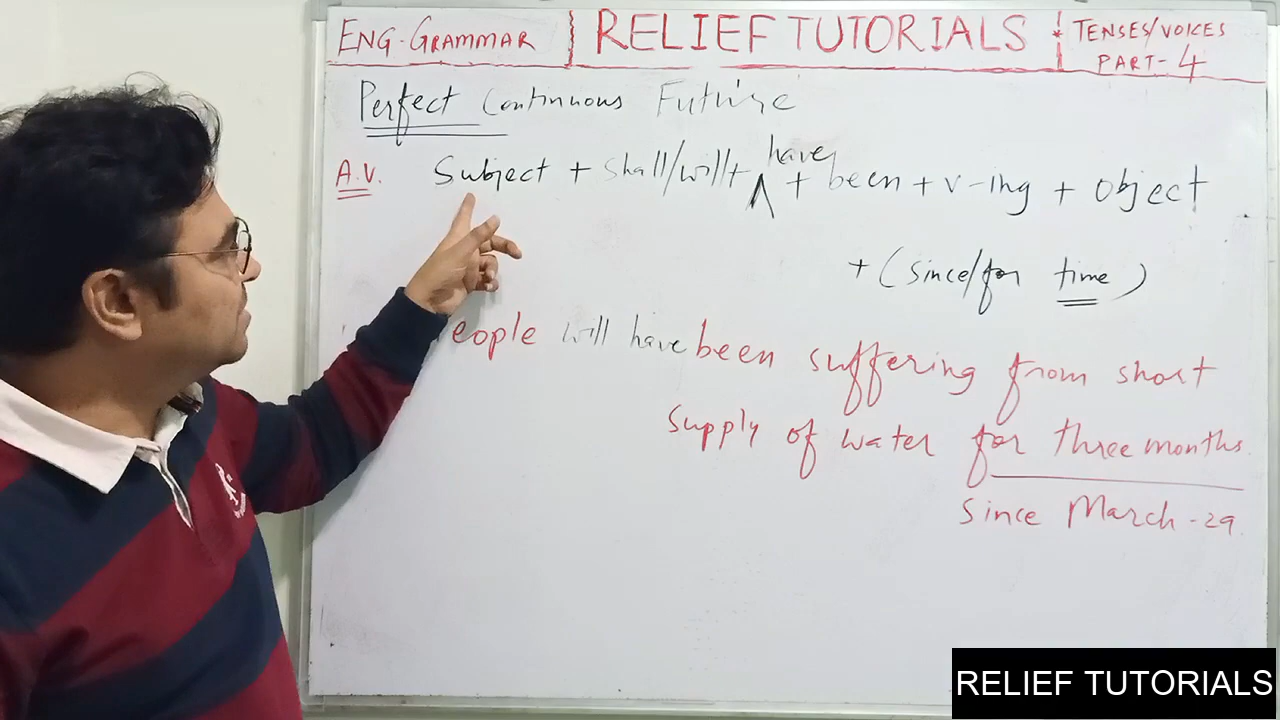 ENG-GRAMMAR
RELIEF TUTORIALS
TENSES/VOICES
PART-4
Perfect Continuous Future
A.V. Subject + Shall/will + have + been + v-ing + Object
+ (since/for time)
eople will have been suffering from short
supply of water for three months.
since March-29.
RELIEF TUTORIALS